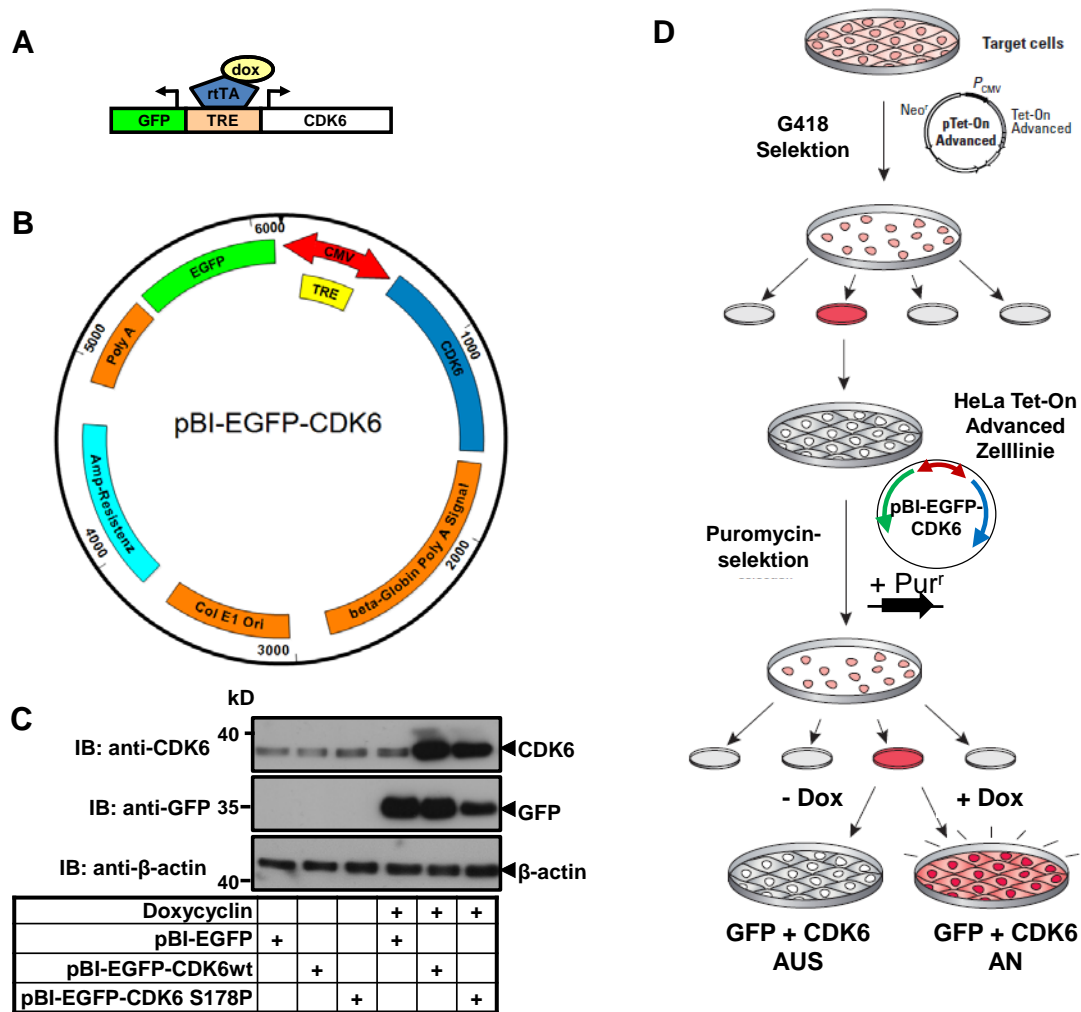 A
dox
rtTA
GFP TRE CDK6
B
6000
1000
2000
3000
4000
5000
CMV
TRE
EGFP
CDK6
Poly A
pBI-EGFP-CDK6
Amp-Resistenz
beta-Globin Poly A Signal
Col E1 Ori
C
kD
IB: anti-CDK6 40 CDK6
IB: anti-GFP 35 GFP
IB: anti-β-actin 40 β-actin
Doxycyclin + + +
pBI-EGFP + +
pBI-EGFP-CDK6wt + +
pBI-EGFP-CDK6 S178P + +
D
Target cells
PCMV
Neoʳ
Tet-On
Advanced
pTet-On
Advanced
G418
Selektion
HeLa Tet-On
Advanced
Zelllinie
pBI-EGFP-
CDK6
Puromycin-
selektion
+ Purʳ
- Dox + Dox
GFP + CDK6
AUS
GFP + CDK6
AN